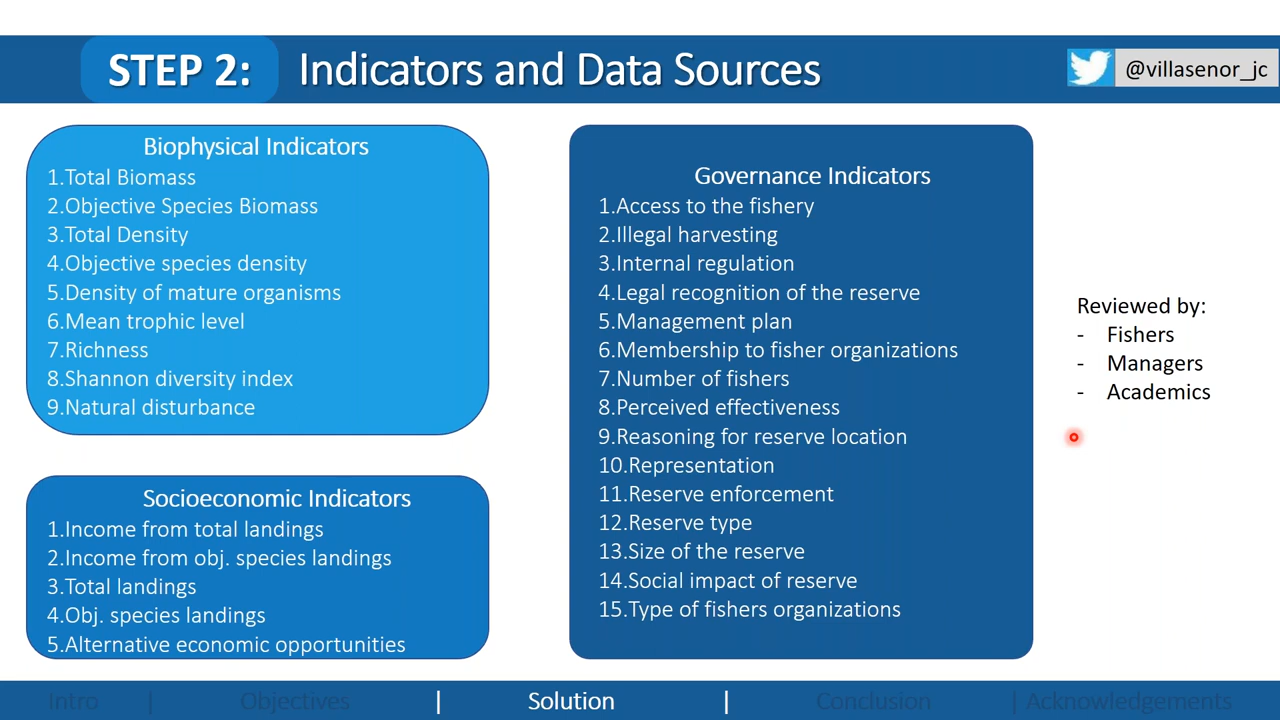 STEP 2: Indicators and Data Sources
@villasenor_jc
Biophysical Indicators
1.Total Biomass
2.Objective Species Biomass
3.Total Density
4.Objective species density
5.Density of mature organisms
6.Mean trophic level
7.Richness
8.Shannon diversity index
9.Natural disturbance
Socioeconomic Indicators
1.Income from total landings
2.Income from obj. species landings
3.Total landings
4.Obj. species landings
5.Alternative economic opportunities
Governance Indicators
1.Access to the fishery
2.Illegal harvesting
3.Internal regulation
4.Legal recognition of the reserve
5.Management plan
6.Membership to fisher organizations
7.Number of fishers
8.Perceived effectiveness
9.Reasoning for reserve location
10.Representation
11.Reserve enforcement
12.Reserve type
13.Size of the reserve
14.Social impact of reserve
15.Type of fishers organizations
Reviewed by:
- Fishers
- Managers
- Academics
Intro | Objectives | Solution | Conclusion | Acknowledgements